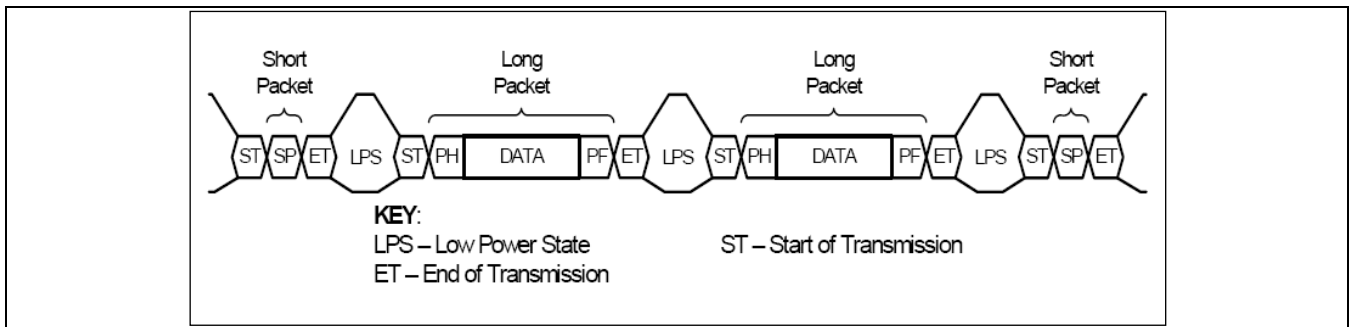 Short Long Long Short
Packet Packet Packet Packet
ST SP ET LPS ST PH DATA PF ET LPS ST PH DATA PF ET LPS ST SP ET
KEY:
LPS – Low Power State ST – Start of Transmission
ET – End of Transmission